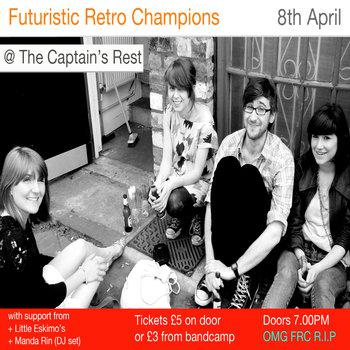 Futuristic Retro Champions 8th April
@ The Captain's Rest
with support from
+ Little Eskimo's
+ Manda Rin (DJ set)
Tickets £5 on door
or £3 from bandcamp
Doors 7.00PM
OMG FRC R.I.P